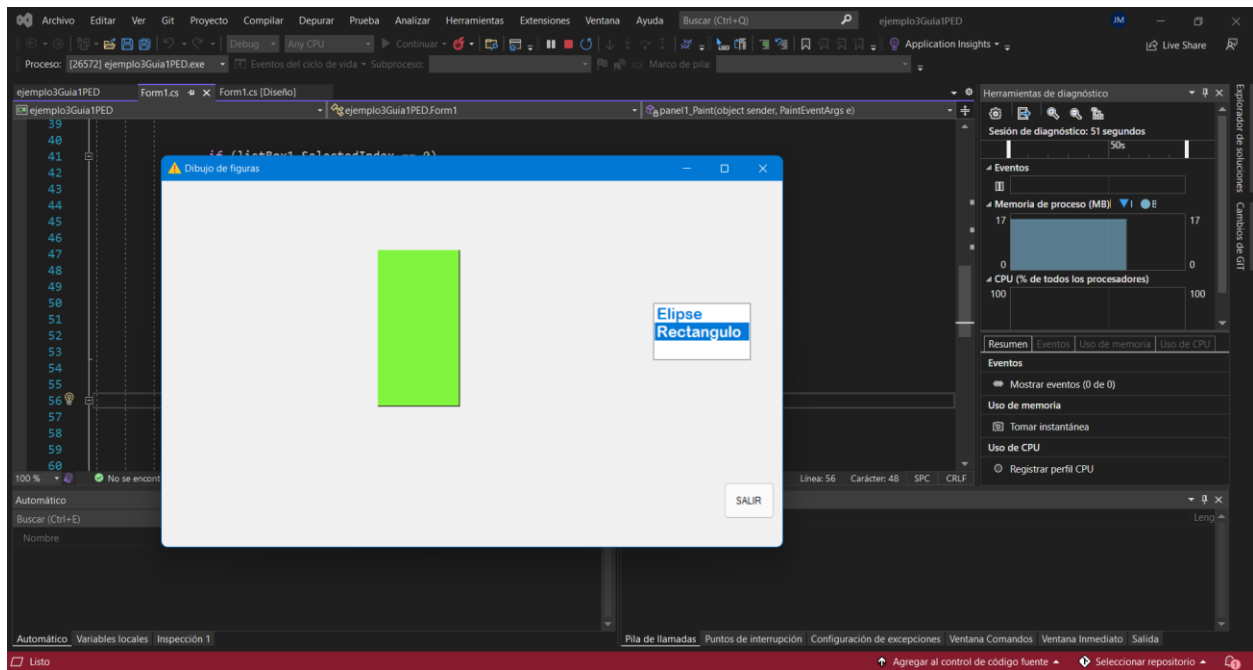 Archivo Editar Ver Git Proyecto Compilar Depurar Prueba Analizar Herramientas Extensiones Ventana Ayuda Buscar (Ctrl+Q) ejemplo3Guia1PED JM
Debug Any CPU Continuar Application Insights Live Share
Proceso: [26572] ejemplo3Guia1PED.exe Eventos del ciclo de vida Subproceso: Marco de pila:
ejemplo3Guia1PED Form1.cs Form1.cs [Diseño]
ejemplo3Guia1PED ejemplo3Guia1PED.Form1 panel1_Paint(object sender, PaintEventArgs e)
39
40
41 if (listBox1.SelectedIndex == 0)
42
43
44
45
46
47
48
49
50
51
52
53
54
55
56
57
58
59
60
Dibujo de figuras
Elipse
Rectangulo
SALIR
100 % No se encont Línea: 56 Carácter: 48 SPC CRLF
Herramientas de diagnóstico
Sesión de diagnóstico: 51 segundos
50s
Eventos
Memoria de proceso (MB) E
17 17
0 0
CPU (% de todos los procesadores)
100 100
Resumen Eventos Uso de memoria Uso de CPU
Eventos
Mostrar eventos (0 de 0)
Uso de memoria
Tomar instantánea
Uso de CPU
Registrar perfil CPU
Explorador de soluciones
Cambios de GIT
Automático
Buscar (Ctrl+E)
Nombre
Leng
Automático Variables locales Inspección 1
Pila de llamadas Puntos de interrupción Configuración de excepciones Ventana Comandos Ventana Inmediato Salida
Listo Agregar al control de código fuente Seleccionar repositorio